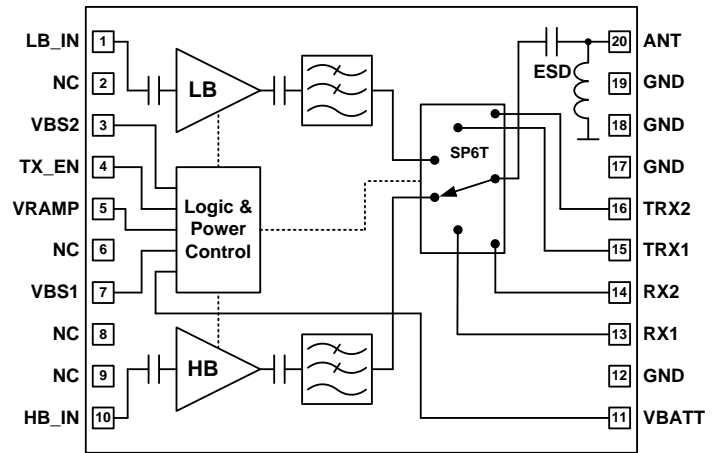 LB_IN 1
NC 2
VBS2 3
TX_EN 4
VRAMP 5
NC 6
VBS1 7
NC 8
NC 9
HB_IN 10
LB
Logic &
Power
Control
HB
SP6T
ESD
20 ANT
19 GND
18 GND
17 GND
16 TRX2
15 TRX1
14 RX2
13 RX1
12 GND
11 VBATT